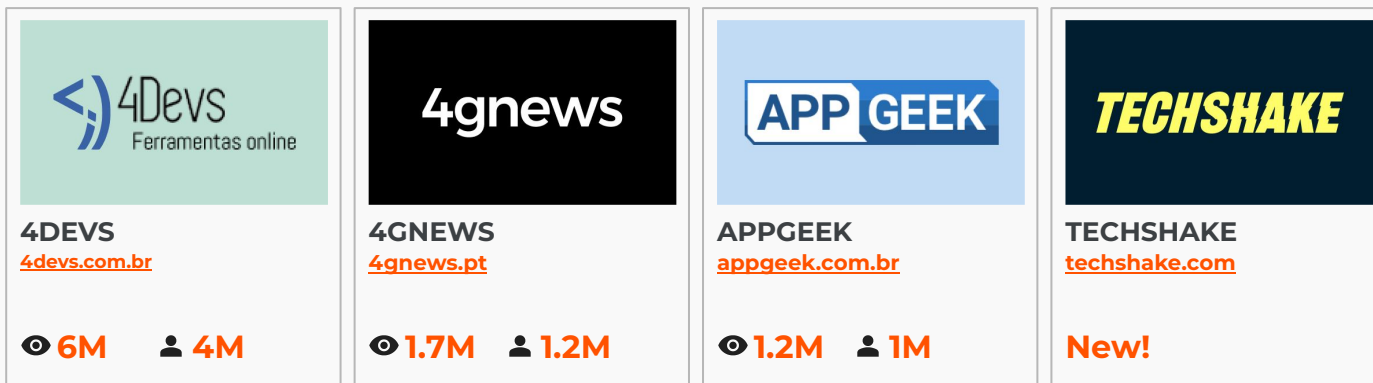 4Devs
Ferramentas online
4DEVS
4devs.com.br
6M 4M
4gnews
4GNEWS
4gnews.pt
1.7M 1.2M
APP GEEK
APPGEEK
appgeek.com.br
1.2M 1M
TECHSHAKE
TECHSHAKE
techshake.com
New!